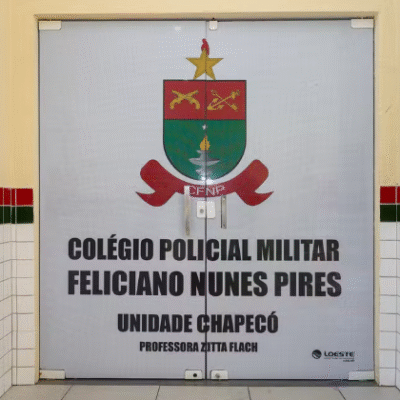 CFNP
COLÉGIO POLICIAL MILITAR
FELICIANO NUNES PIRES
UNIDADE CHAPECÓ
PROFESSORA ZITTA FLACH
LOESTE